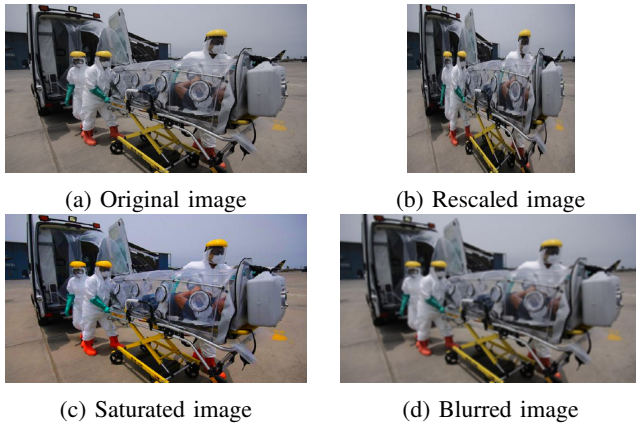 (a) Original image
(b) Rescaled image
(c) Saturated image
(d) Blurred image